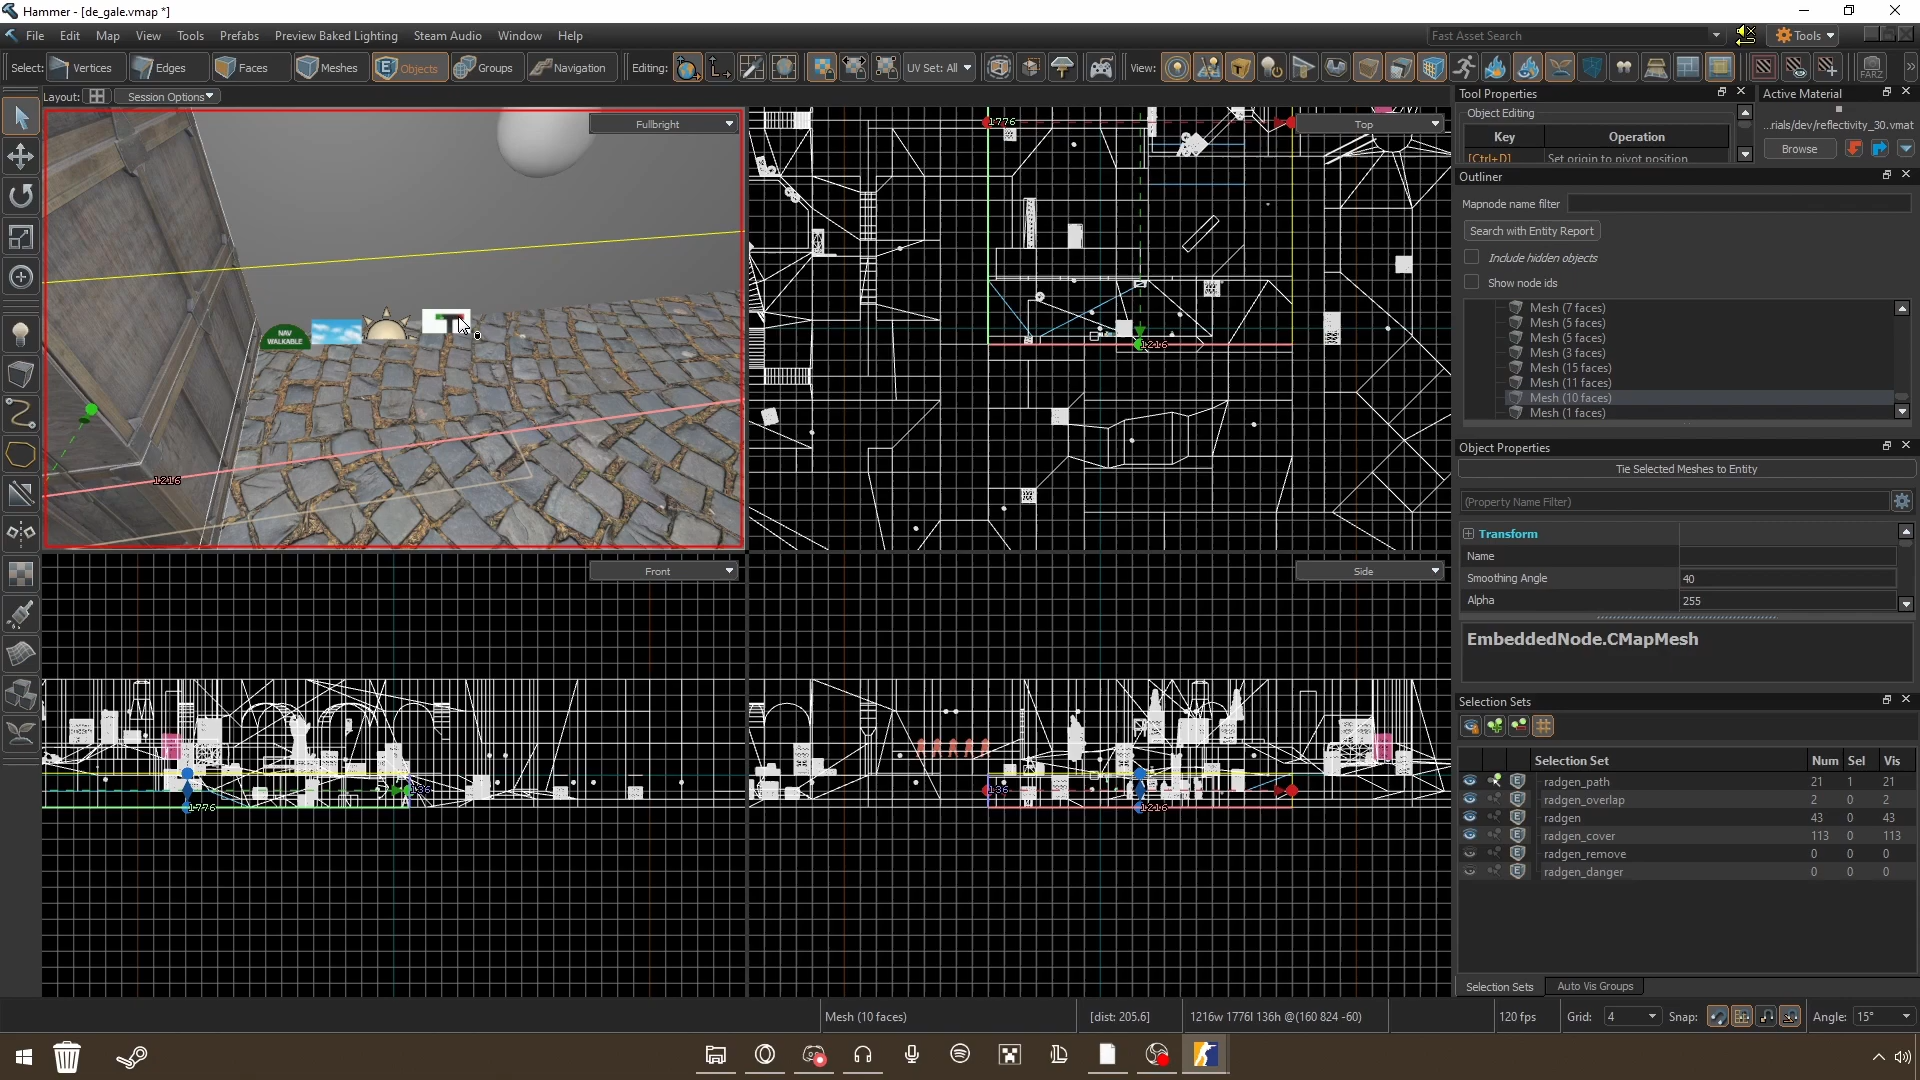 Hammer - [de_gale.vmap *]
File Edit Map View Tools Prefabs Preview Baked Lighting Steam Audio Window Help
Fast Asset Search
Tools
Select: Vertices Edges Faces Meshes Objects Groups Navigation Editing: UV Set: All View:
FARZ
Layout: Session Options
Tool Properties
Object Editing
Key Operation
[Ctrl+D] Set origin to pivot position
Active Material
...rials/dev/reflectivity_30.vmat
Browse
Fullbright
Top
1776
1216
NAV
WALKABLE
1216
Outliner
Mapnode name filter
Search with Entity Report
Include hidden objects
Show node ids
Mesh (7 faces)
Mesh (5 faces)
Mesh (5 faces)
Mesh (3 faces)
Mesh (15 faces)
Mesh (11 faces)
Mesh (10 faces)
Mesh (1 faces)
Object Properties
Tie Selected Meshes to Entity
(Property Name Filter)
Transform
Name
Smoothing Angle 40
Alpha 255
EmbeddedNode.CMapMesh
Front
Side
1776
136
136
1216
Selection Sets
Selection Set Num Sel Vis
radgen_path 21 1 21
radgen_overlap 2 0 2
radgen 43 0 43
radgen_cover 113 0 113
radgen_remove 0 0 0
radgen_danger 0 0 0
Selection Sets Auto Vis Groups
Mesh (10 faces) [dist: 205.6] 1216w 1776l 136h @(160 824 -60) 120 fps Grid: 4 Snap: Angle: 15°